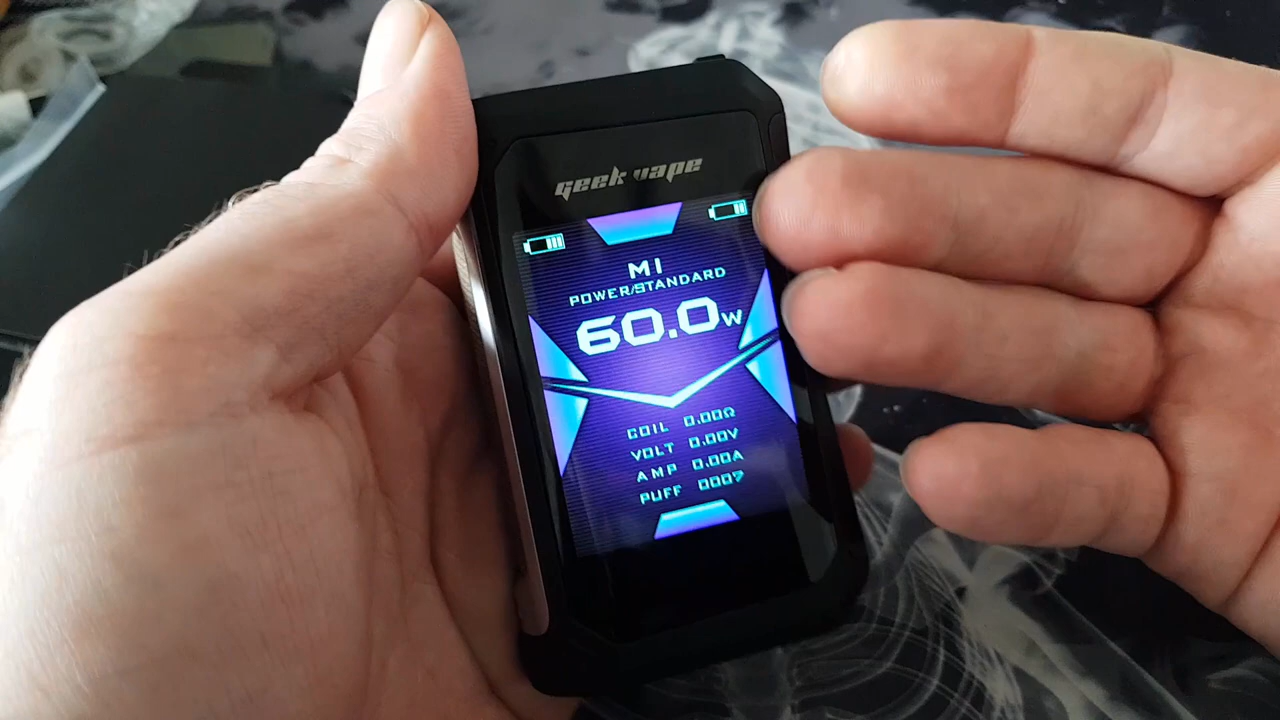 geek vape
M1
POWER/STANDARD
60.0W
COIL 0.00Ω
VOLT 0.00V
AMP 0.00A
PUFF 0007